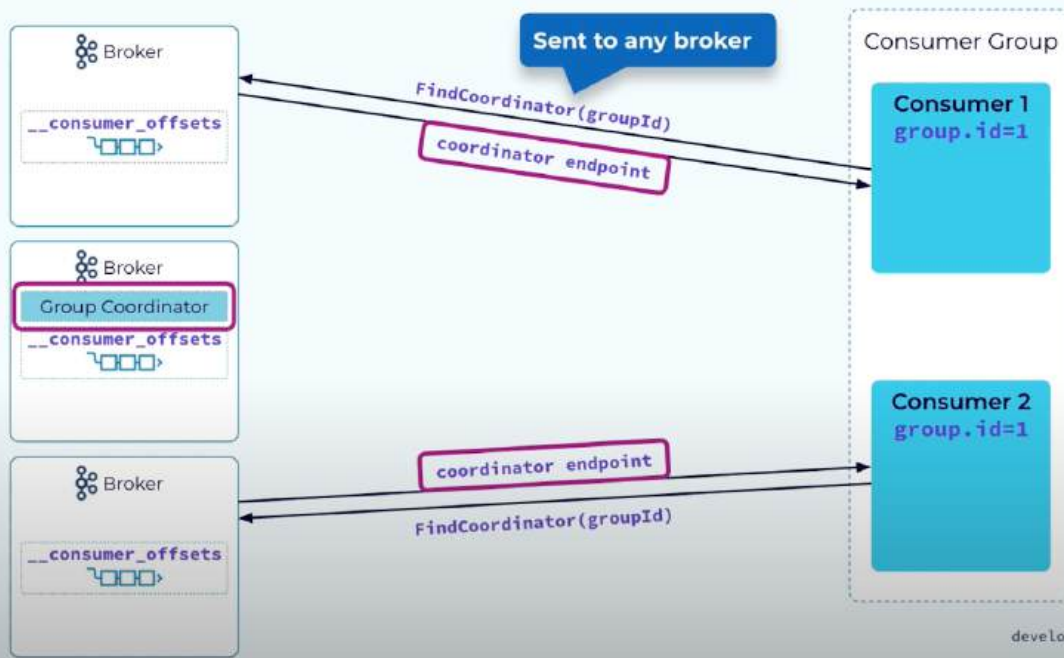 Broker
__consumer_offsets
Broker
Group Coordinator
__consumer_offsets
Broker
__consumer_offsets
Sent to any broker
FindCoordinator(groupId)
coordinator endpoint
coordinator endpoint
FindCoordinator(groupId)
Consumer Group
Consumer 1
group.id=1
Consumer 2
group.id=1
develo